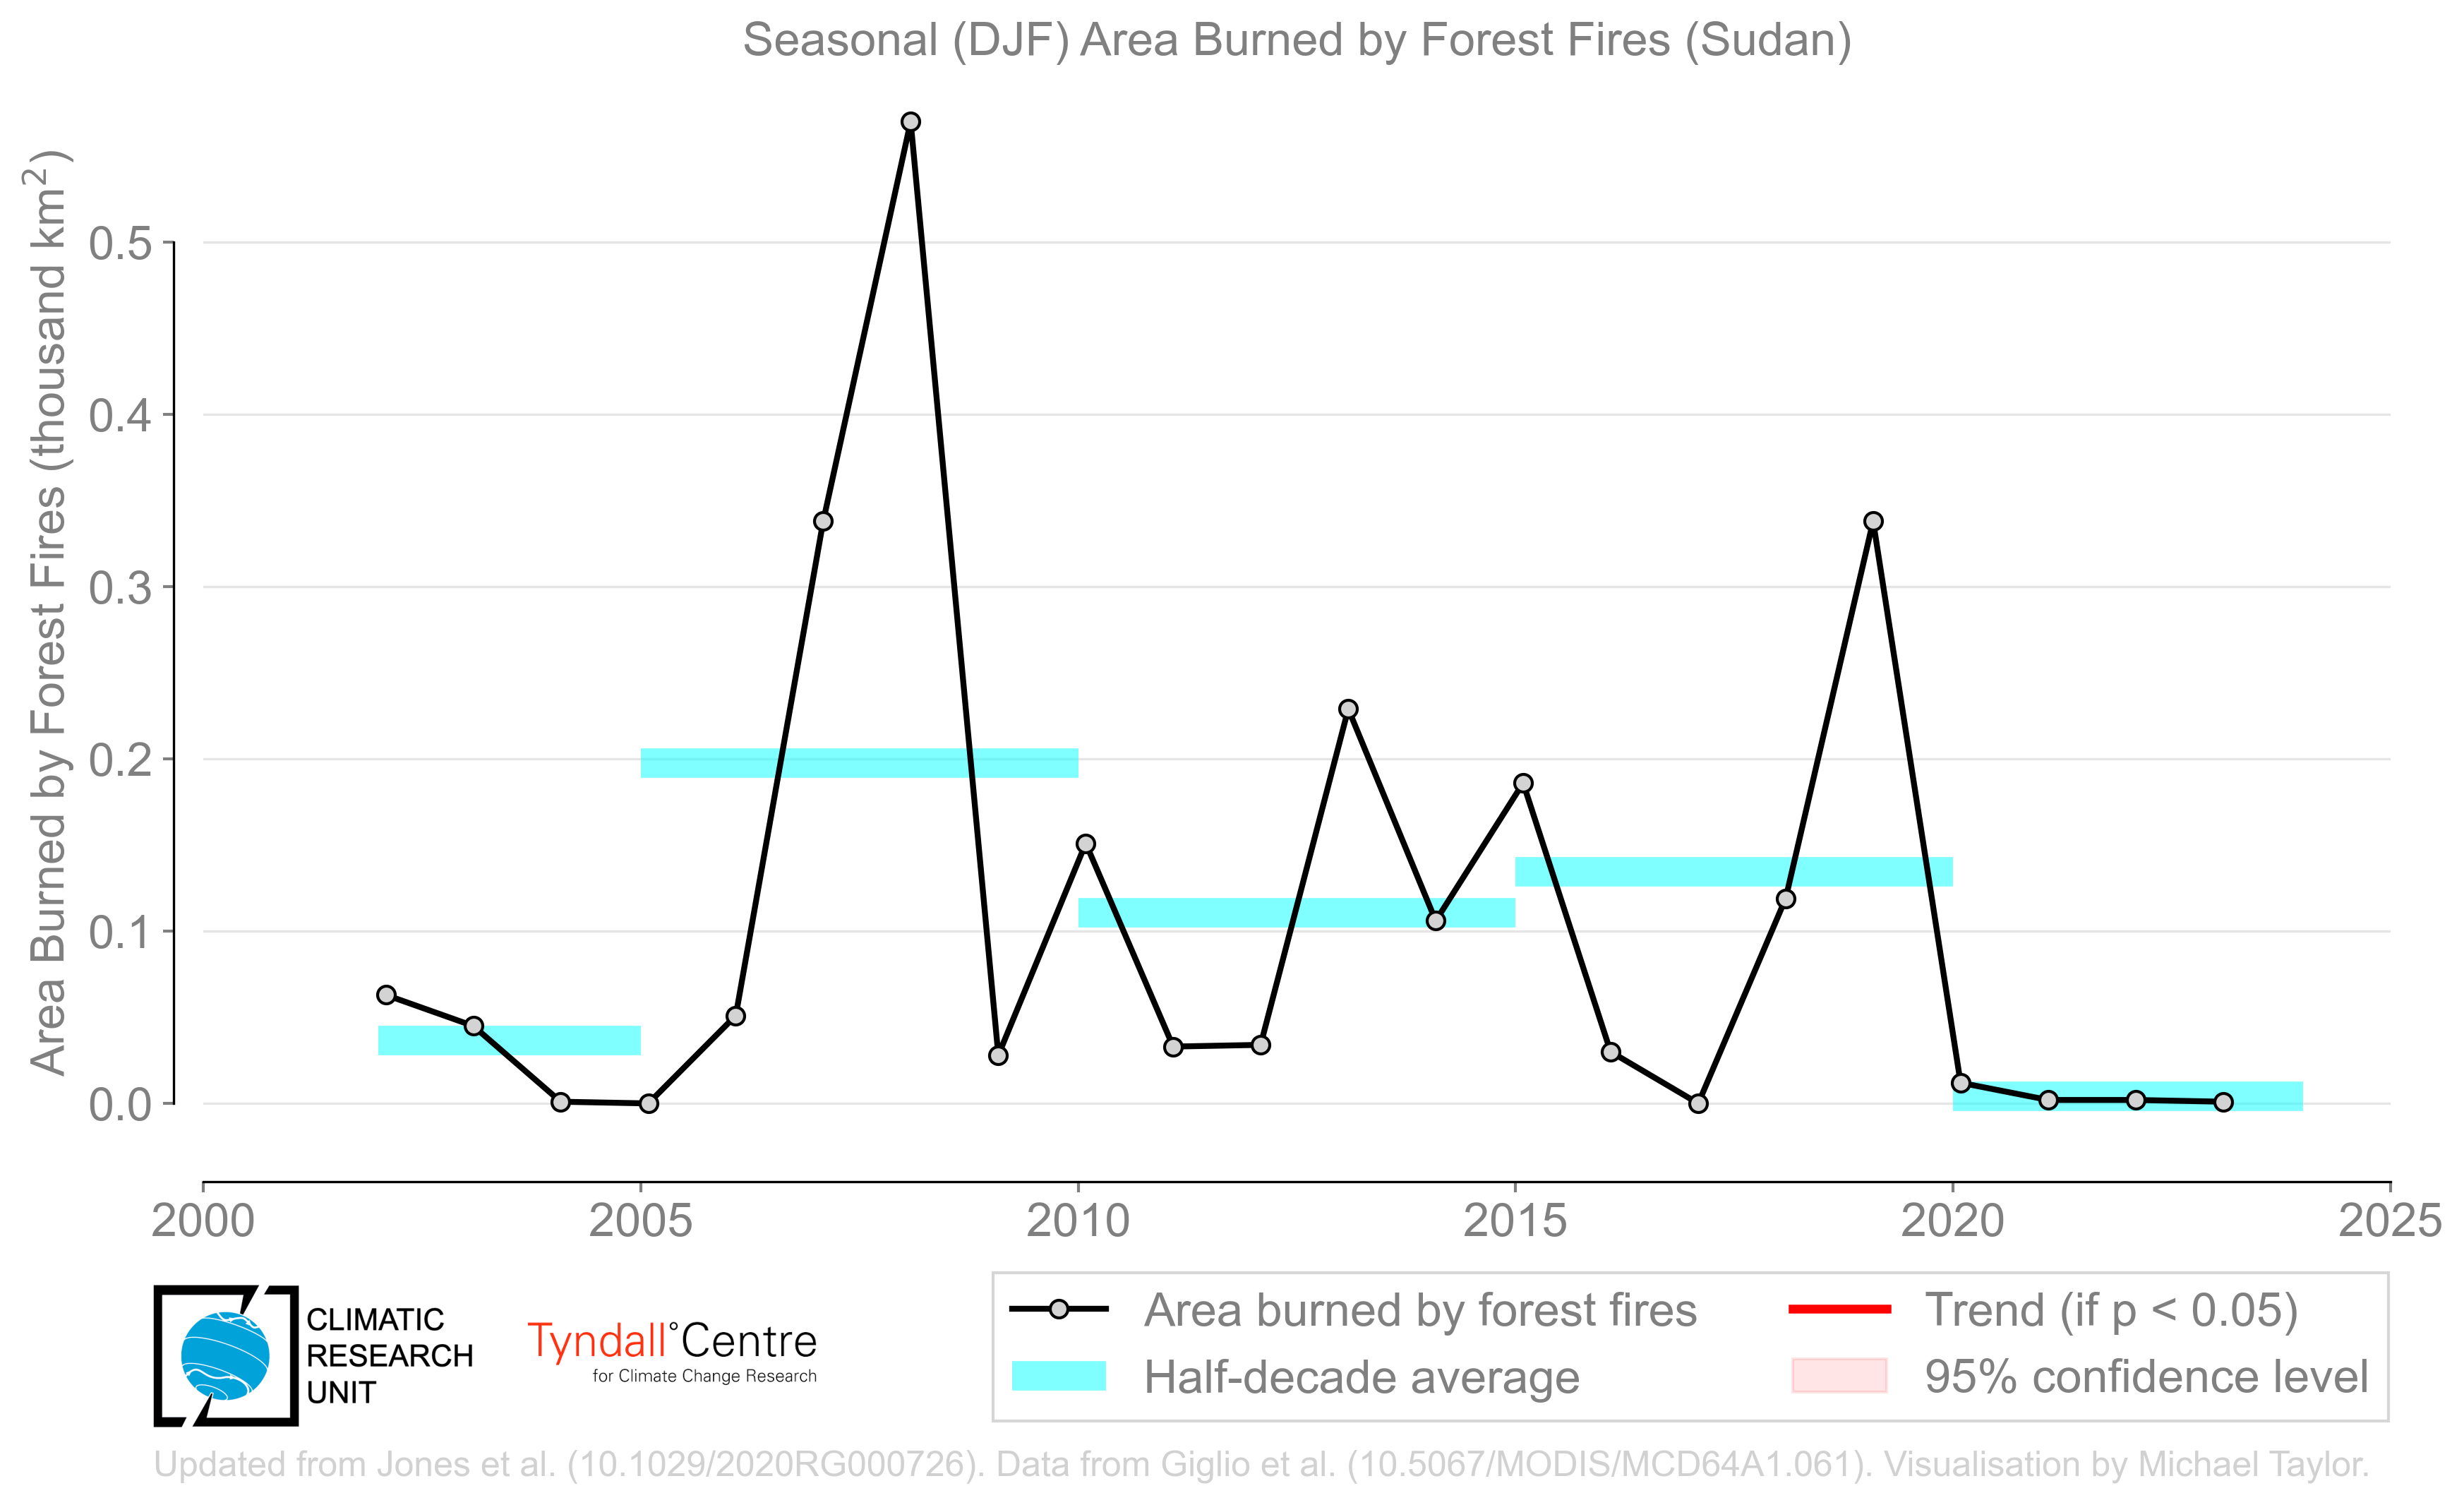 Seasonal (DJF) Area Burned by Forest Fires (Sudan)
Area Burned by Forest Fires (thousand km²)
0.5
0.4
0.3
0.2
0.1
0.0
2000 2005 2010 2015 2020 2025
CLIMATIC
RESEARCH
UNIT
Tyndall°Centre
for Climate Change Research
Area burned by forest fires
Half-decade average
Trend (if p < 0.05)
95% confidence level
Updated from Jones et al. (10.1029/2020RG000726). Data from Giglio et al. (10.5067/MODIS/MCD64A1.061). Visualisation by Michael Taylor.